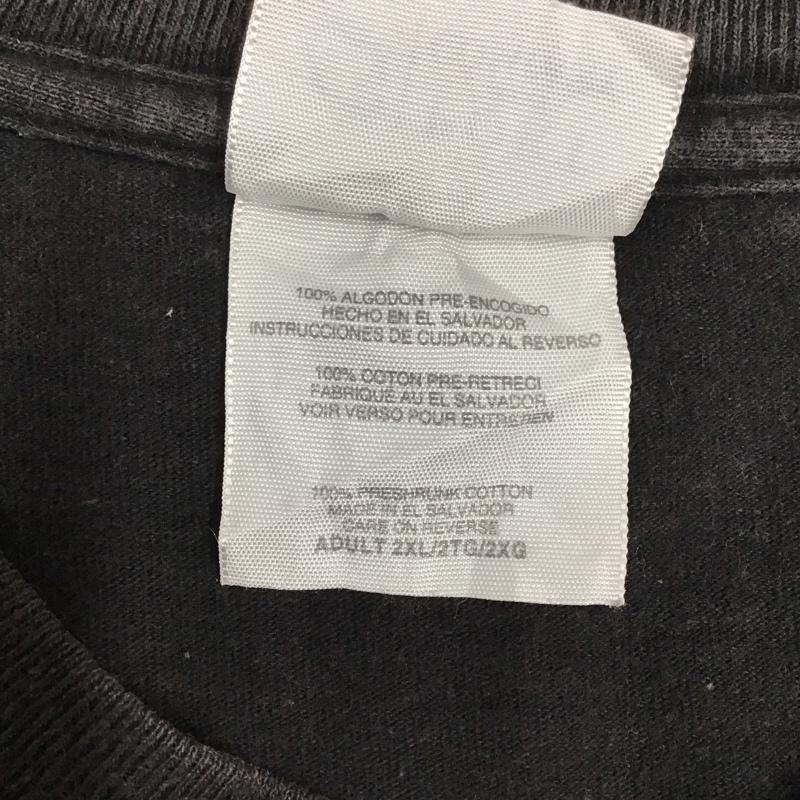 100% ALGODÓN PRE-ENCOGIDO
HECHO EN EL SALVADOR
INSTRUCCIONES DE CUIDADO AL REVERSO
100% COTON PRE-RETRECI
FABRIQUE AU EL SALVADOR
VOIR VERSO POUR ENTRETIEN
100% PRESHRUNK COTTON
MADE IN EL SALVADOR
CARE ON REVERSE
ADULT 2XL/2TG/2XG